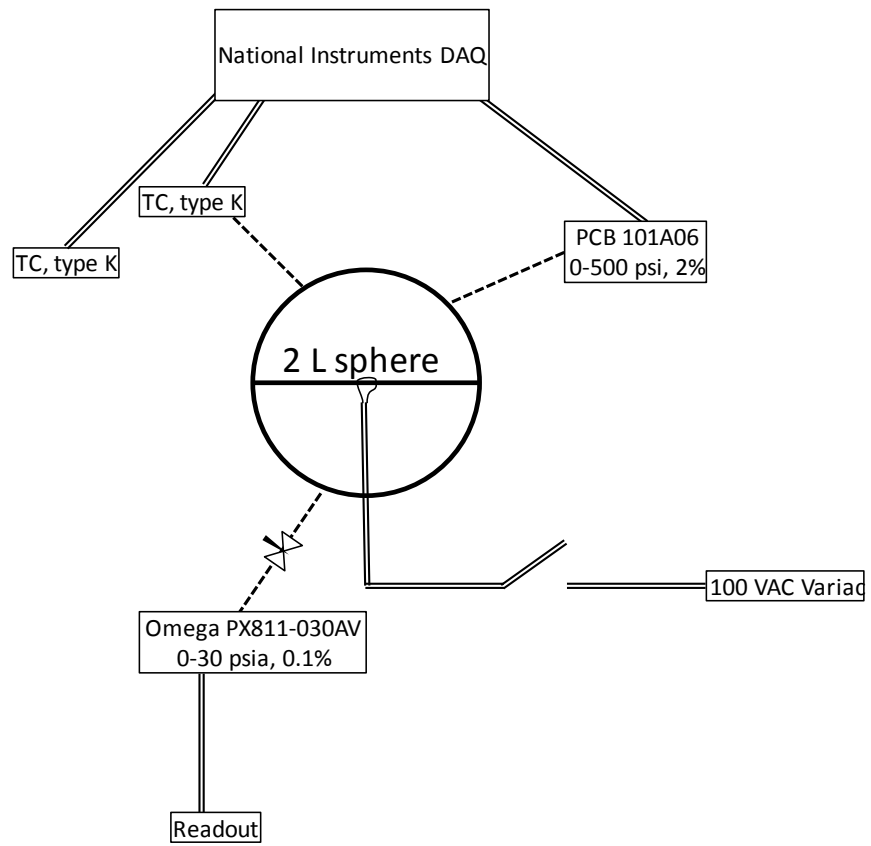 National Instruments DAQ
TC, type K
TC, type K
PCB 101A06
0-500 psi, 2%
2 L sphere
100 VAC Variac
Omega PX811-030AV
0-30 psia, 0.1%
Readout